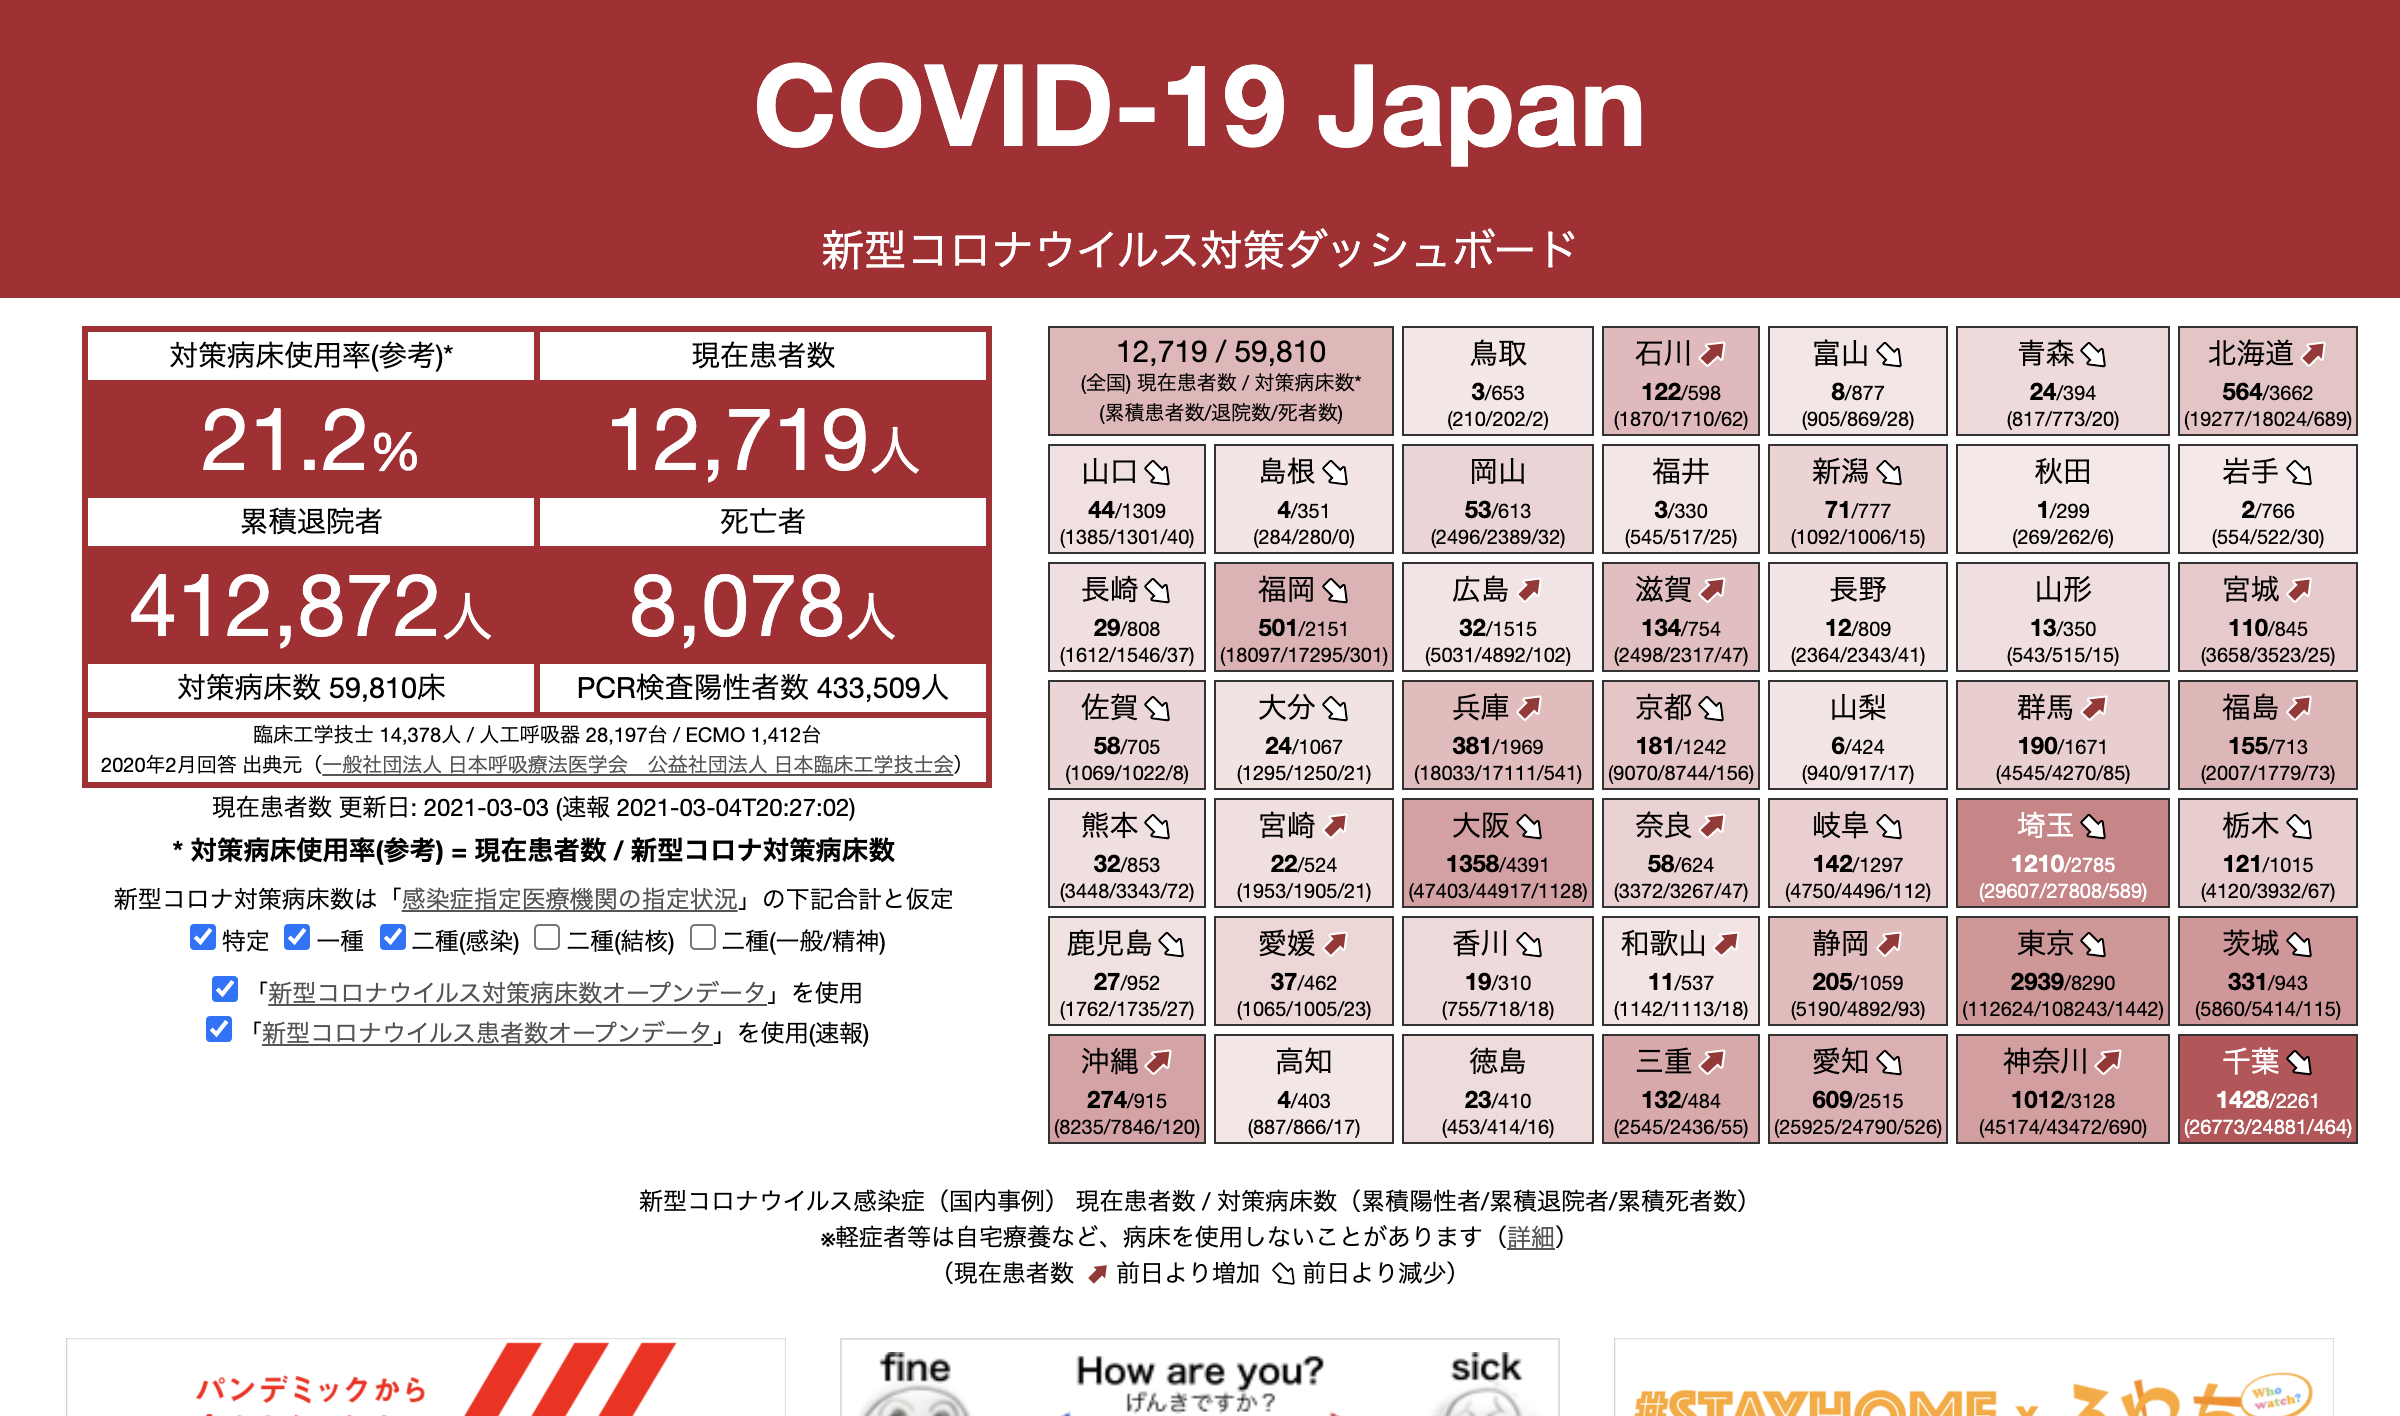 COVID-19 Japan
新型コロナウイルス対策ダッシュボード
対策病床使用率(参考)*
現在患者数
21.2%
12,719人
累積退院者
死亡者
412,872人
8,078人
対策病床数 59,810床
PCR検査陽性者数 433,509人
臨床工学技士 14,378人 / 人工呼吸器 28,197台 / ECMO 1,412台
2020年2月回答 出典元（一般社団法人 日本呼吸療法医学会　公益社団法人 日本臨床工学技士会）
現在患者数 更新日: 2021-03-03 (速報 2021-03-04T20:27:02)
* 対策病床使用率(参考) = 現在患者数 / 新型コロナ対策病床数
新型コロナ対策病床数は「感染症指定医療機関の指定状況」の下記合計と仮定
特定 一種 二種(感染) 二種(結核) 二種(一般/精神)
「新型コロナウイルス対策病床数オープンデータ」を使用
「新型コロナウイルス患者数オープンデータ」を使用(速報)
12,719 / 59,810
(全国) 現在患者数 / 対策病床数*
(累積患者数/退院数/死者数)
鳥取
3/653
(210/202/2)
石川
122/598
(1870/1710/62)
富山
8/877
(905/869/28)
青森
24/394
(817/773/20)
北海道
564/3662
(19277/18024/689)
山口
44/1309
(1385/1301/40)
島根
4/351
(284/280/0)
岡山
53/613
(2496/2389/32)
福井
3/330
(545/517/25)
新潟
71/777
(1092/1006/15)
秋田
1/299
(269/262/6)
岩手
2/766
(554/522/30)
長崎
29/808
(1612/1546/37)
福岡
501/2151
(18097/17295/301)
広島
32/1515
(5031/4892/102)
滋賀
134/754
(2498/2317/47)
長野
12/809
(2364/2343/41)
山形
13/350
(543/515/15)
宮城
110/845
(3658/3523/25)
佐賀
58/705
(1069/1022/8)
大分
24/1067
(1295/1250/21)
兵庫
381/1969
(18033/17111/541)
京都
181/1242
(9070/8744/156)
山梨
6/424
(940/917/17)
群馬
190/1671
(4545/4270/85)
福島
155/713
(2007/1779/73)
熊本
32/853
(3448/3343/72)
宮崎
22/524
(1953/1905/21)
大阪
1358/4391
(47403/44917/1128)
奈良
58/624
(3372/3267/47)
岐阜
142/1297
(4750/4496/112)
埼玉
1210/2785
(29607/27808/589)
栃木
121/1015
(4120/3932/67)
鹿児島
27/952
(1762/1735/27)
愛媛
37/462
(1065/1005/23)
香川
19/310
(755/718/18)
和歌山
11/537
(1142/1113/18)
静岡
205/1059
(5190/4892/93)
東京
2939/8290
(112624/108243/1442)
茨城
331/943
(5860/5414/115)
沖縄
274/915
(8235/7846/120)
高知
4/403
(887/866/17)
徳島
23/410
(453/414/16)
三重
132/484
(2545/2436/55)
愛知
609/2515
(25925/24790/526)
神奈川
1012/3128
(45174/43472/690)
千葉
1428/2261
(26773/24881/464)
新型コロナウイルス感染症（国内事例） 現在患者数 / 対策病床数（累積陽性者/累積退院者/累積死者数）
※軽症者等は自宅療養など、病床を使用しないことがあります（詳細）
（現在患者数 前日より増加 前日より減少）
パンデミックから
fine
How are you?
げんきですか？
sick
#STAYHOME x
Who watch?